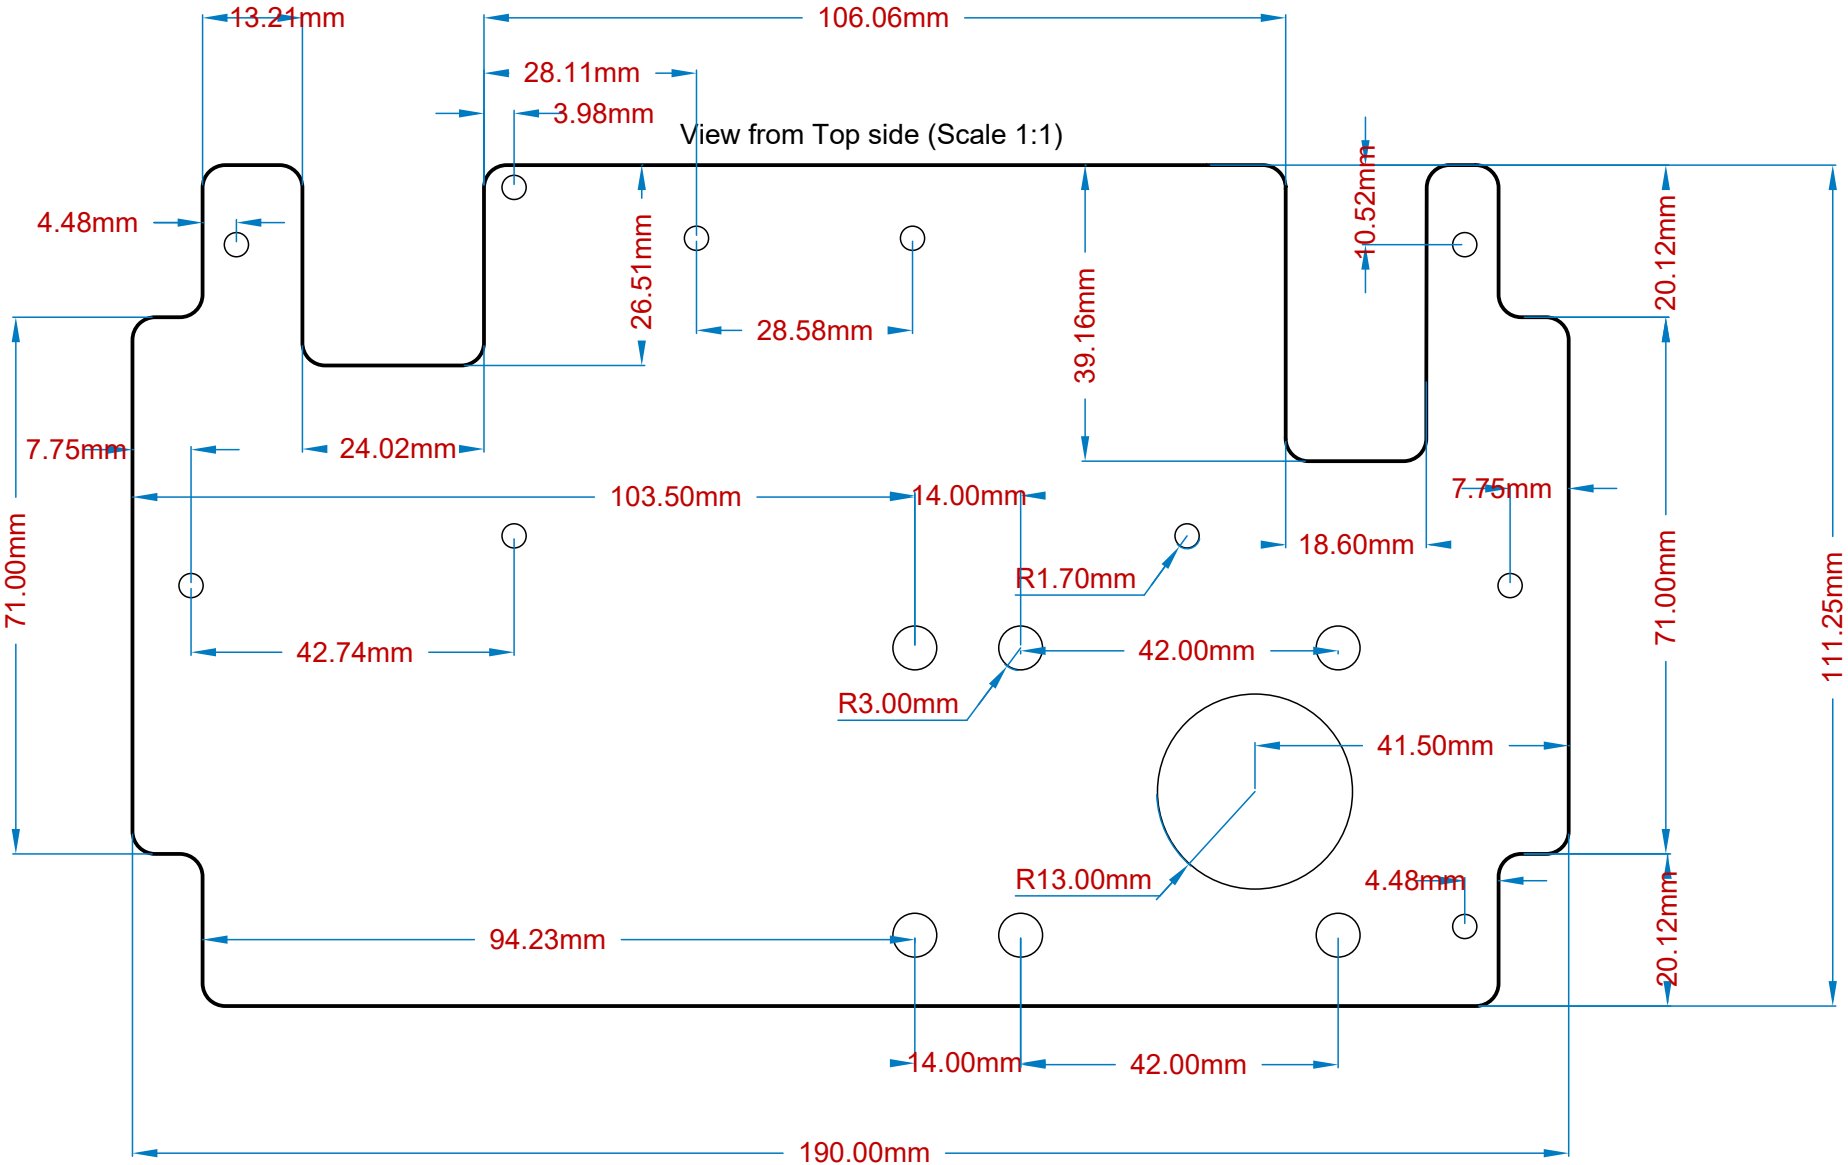 13.21mm
106.06mm
28.11mm
3.98mm
View from Top side (Scale 1:1)
10.52mm
4.48mm
26.51mm
20.12mm
28.58mm
39.16mm
7.75mm
24.02mm
103.50mm
14.00mm
7.75mm
18.60mm
71.00mm
R1.70mm
71.00mm
111.25mm
42.74mm
42.00mm
R3.00mm
41.50mm
R13.00mm
4.48mm
20.12mm
94.23mm
14.00mm
42.00mm
190.00mm